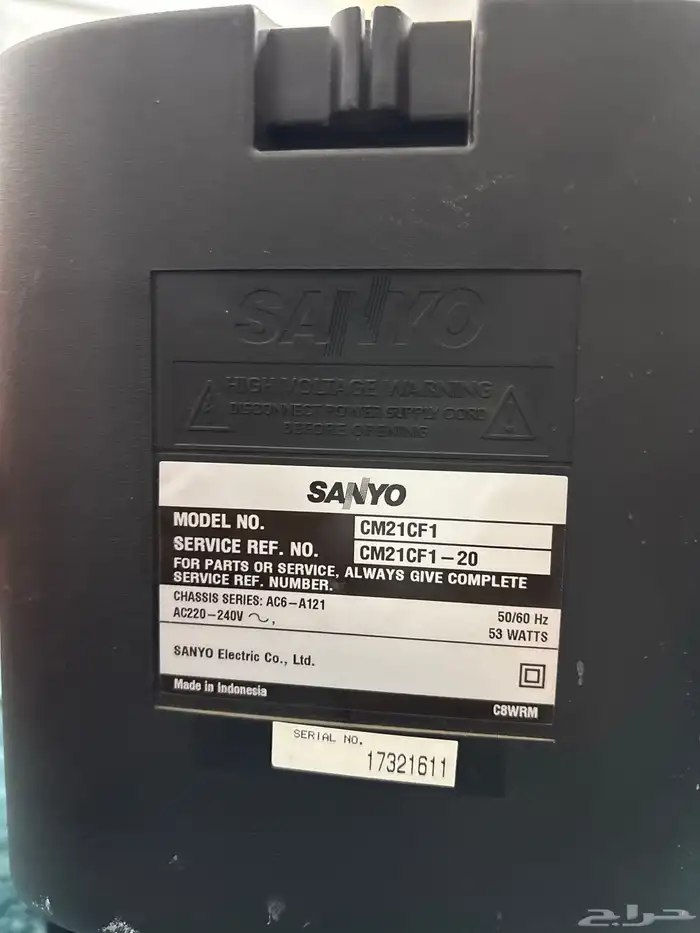 SANYO
HIGH VOLTAGE WARNING
DISCONNECT POWER SUPPLY CORD
BEFORE OPENING
SANYO
MODEL NO. CM21CF1
SERVICE REF. NO. CM21CF1-20
FOR PARTS OR SERVICE, ALWAYS GIVE COMPLETE
SERVICE REF. NUMBER.
CHASSIS SERIES: AC6-A121
AC220-240V ～, 50/60 Hz
53 WATTS
SANYO Electric Co., Ltd.
Made in Indonesia
C8WRM
SERIAL NO.
17321611
حراج